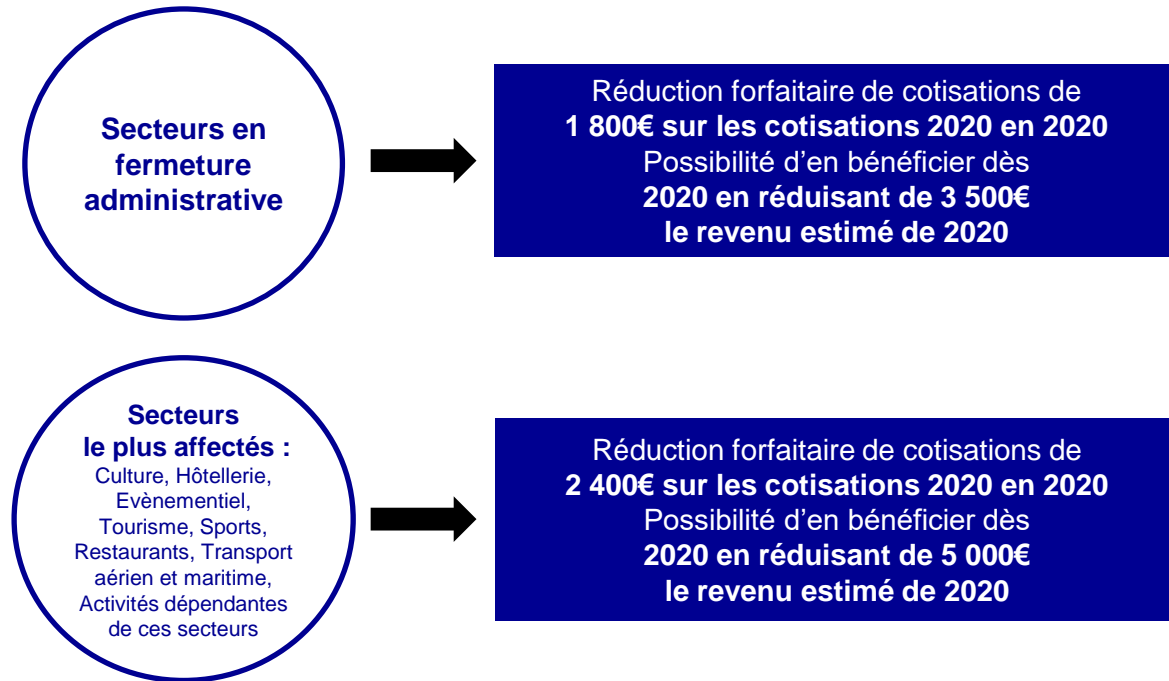 Secteurs en
fermeture
administrative
Réduction forfaitaire de cotisations de
1 800€ sur les cotisations 2020 en 2020
Possibilité d'en bénéficier dès
2020 en réduisant de 3 500€
le revenu estimé de 2020
Secteurs
le plus affectés :
Culture, Hôtellerie,
Evènementiel,
Tourisme, Sports,
Restaurants, Transport
aérien et maritime,
Activités dépendantes
de ces secteurs
Réduction forfaitaire de cotisations de
2 400€ sur les cotisations 2020 en 2020
Possibilité d'en bénéficier dès
2020 en réduisant de 5 000€
le revenu estimé de 2020